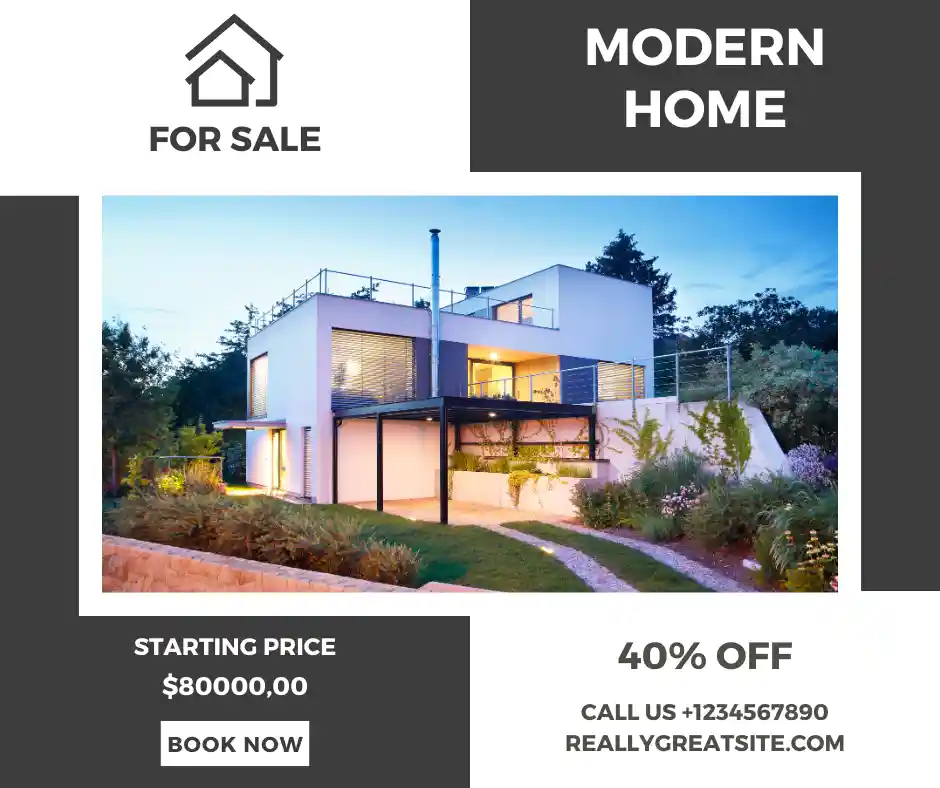 FOR SALE
MODERN
HOME
STARTING PRICE
$80000,00
BOOK NOW
40% OFF
CALL US +1234567890
REALLYGREATSITE.COM